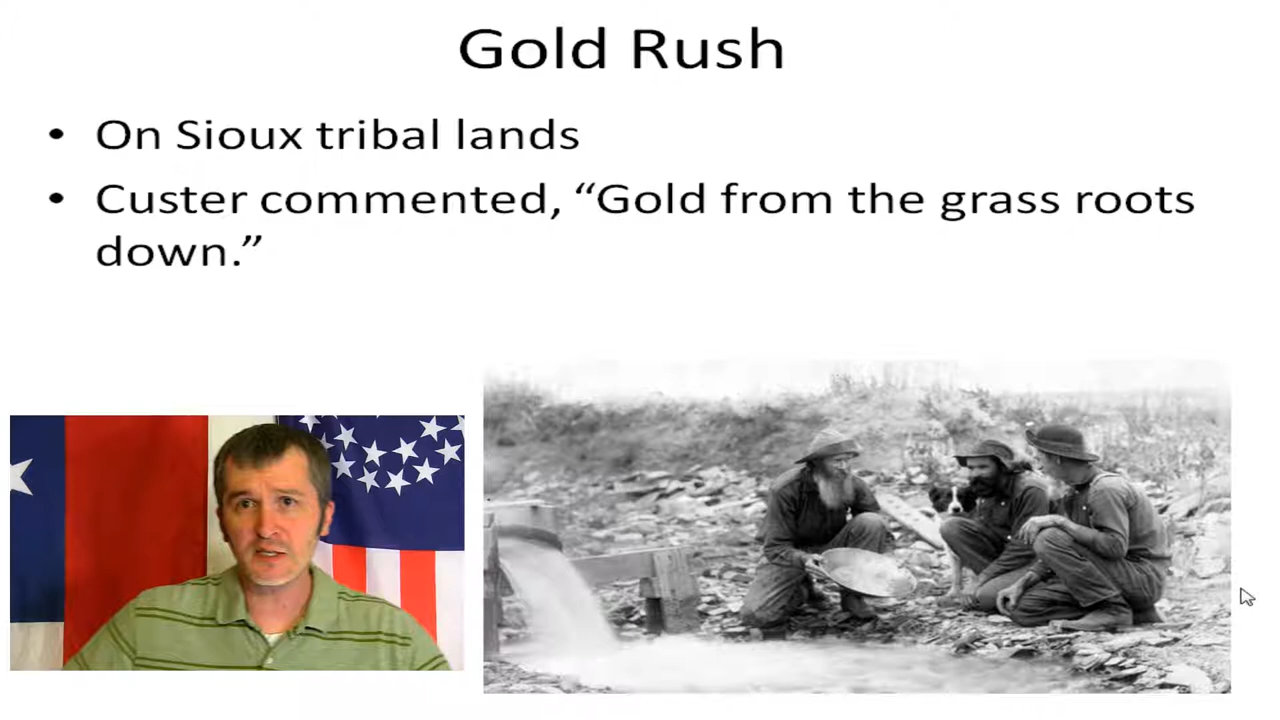 Gold Rush
• On Sioux tribal lands
• Custer commented, “Gold from the grass roots
down.”